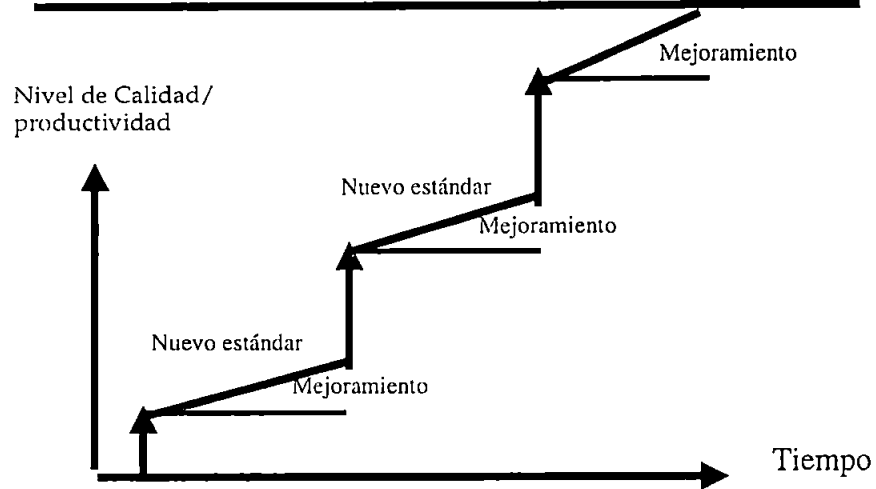 Mejoramiento
Nivel de Calidad/
productividad
Nuevo estándar
Mejoramiento
Nuevo estándar
Mejoramiento
Tiempo